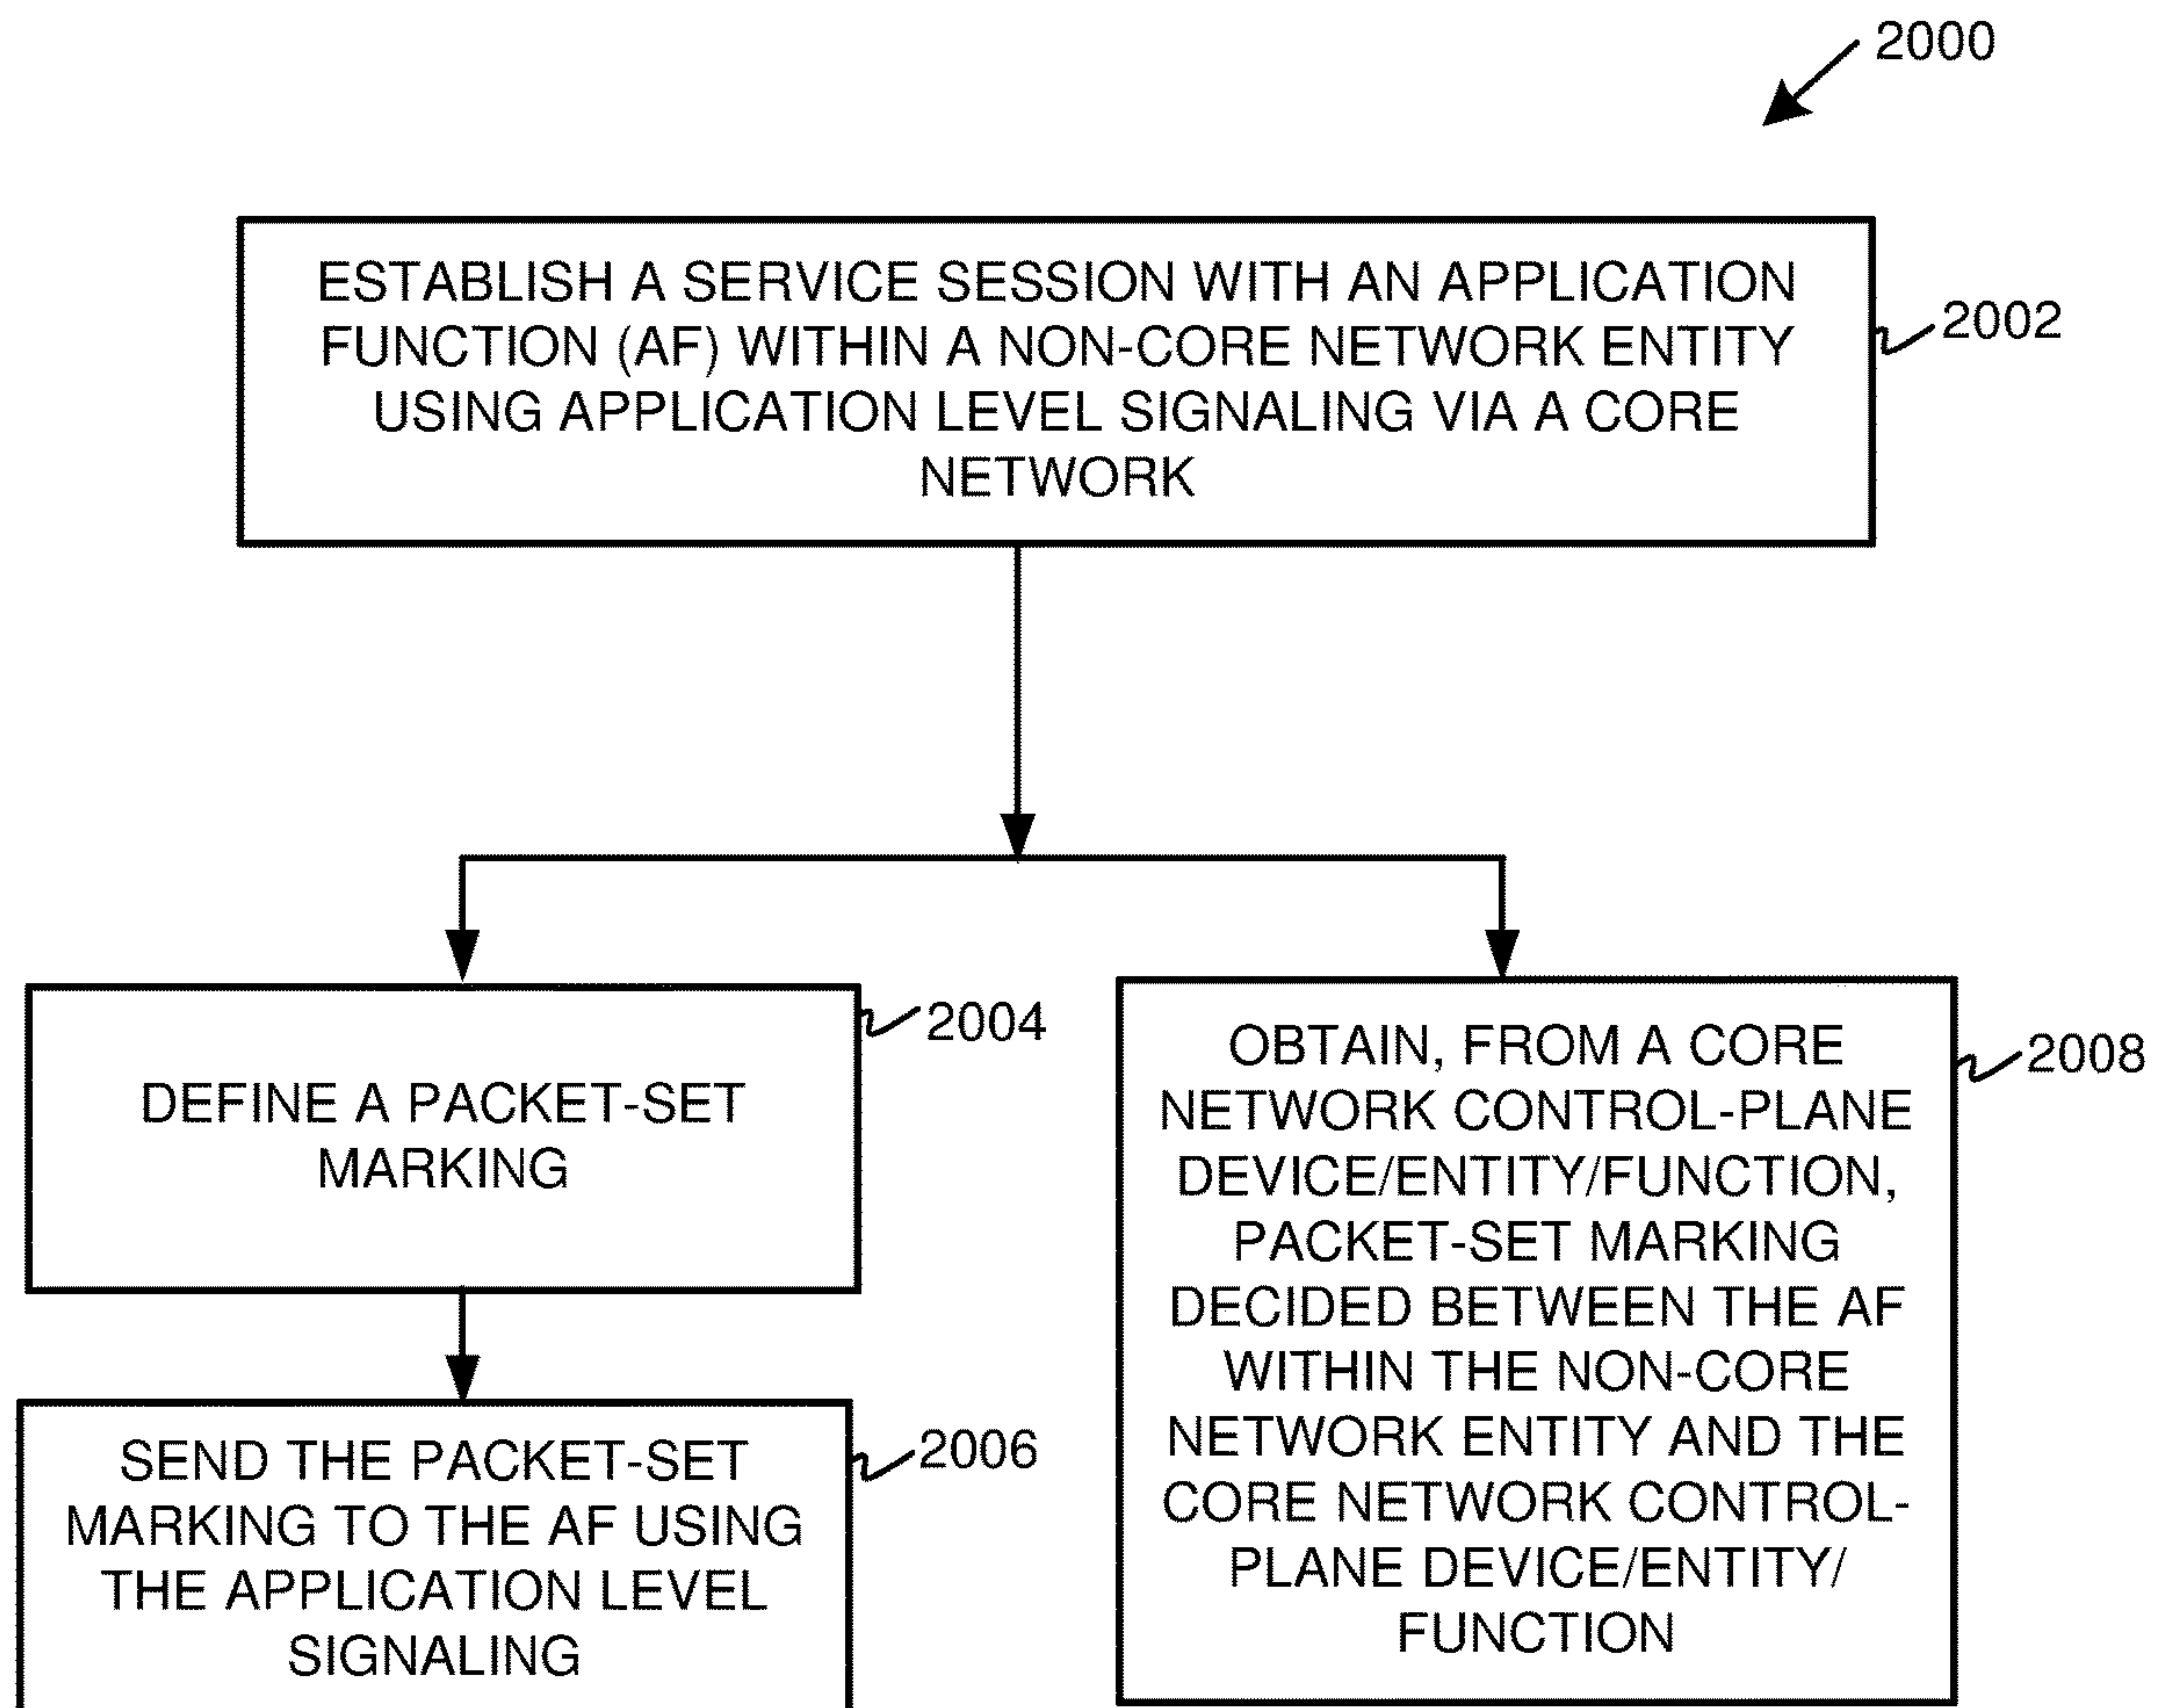 2000
ESTABLISH A SERVICE SESSION WITH AN APPLICATION
FUNCTION (AF) WITHIN A NON-CORE NETWORK ENTITY
USING APPLICATION LEVEL SIGNALING VIA A CORE
NETWORK
2002
DEFINE A PACKET-SET
MARKING
2004
SEND THE PACKET-SET
MARKING TO THE AF USING
THE APPLICATION LEVEL
SIGNALING
2006
OBTAIN, FROM A CORE
NETWORK CONTROL-PLANE
DEVICE/ENTITY/FUNCTION,
PACKET-SET MARKING
DECIDED BETWEEN THE AF
WITHIN THE NON-CORE
NETWORK ENTITY AND THE
CORE NETWORK CONTROL-
PLANE DEVICE/ENTITY/
FUNCTION
2008